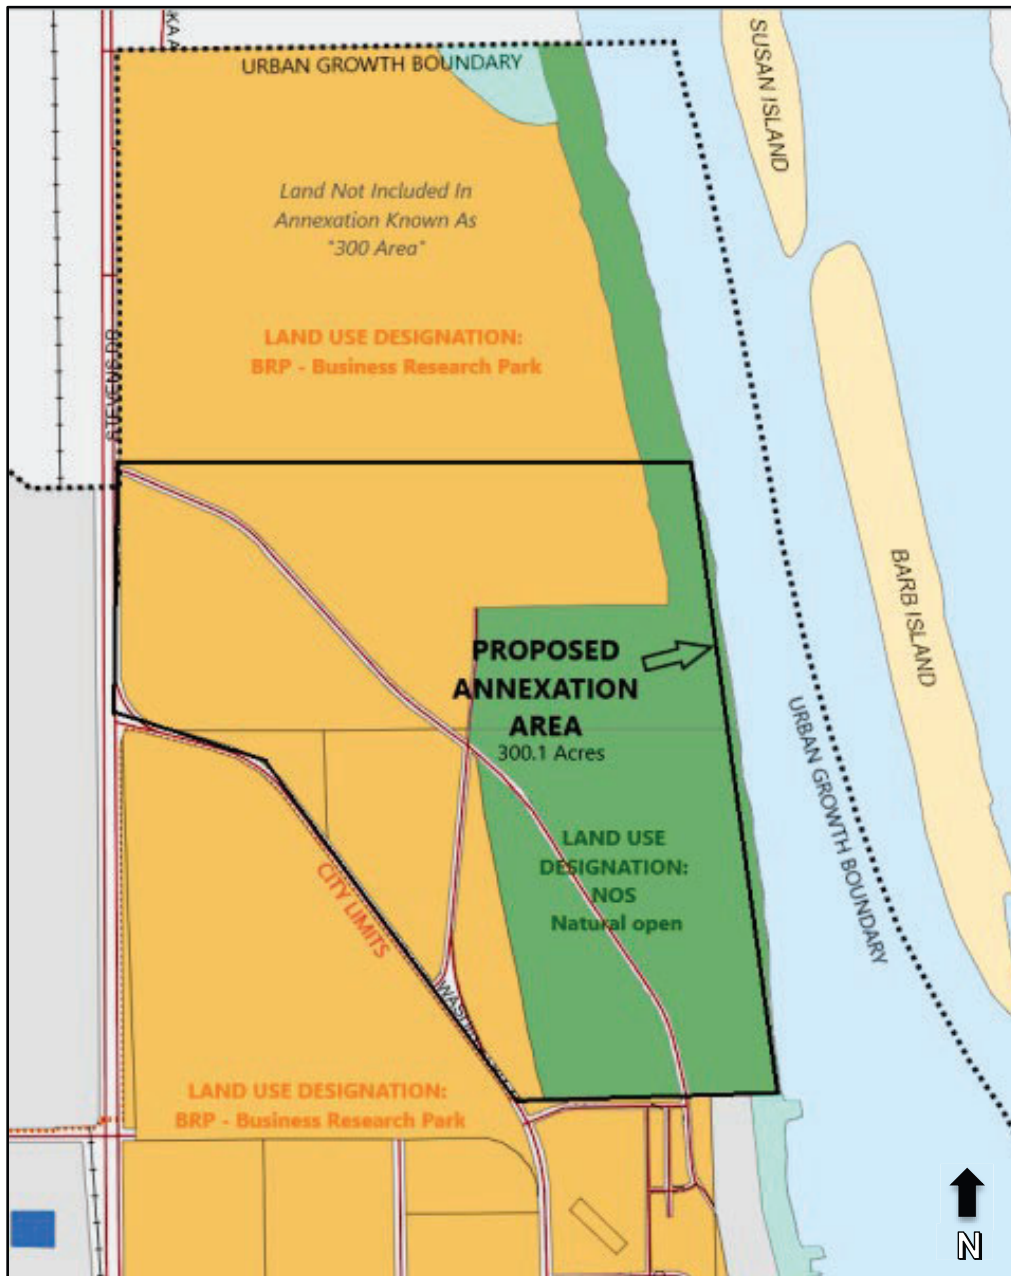 KA A
URBAN GROWTH BOUNDARY
SUSAN ISLAND
Land Not Included In
Annexation Known As
"300 Area"
LAND USE DESIGNATION:
BRP - Business Research Park
STEVENS DR
BARB ISLAND
PROPOSED
ANNEXATION
AREA
300.1 Acres
URBAN GROWTH BOUNDARY
LAND USE
DESIGNATION:
NOS
Natural open
CITY LIMITS
LAND USE DESIGNATION:
BRP - Business Research Park
N